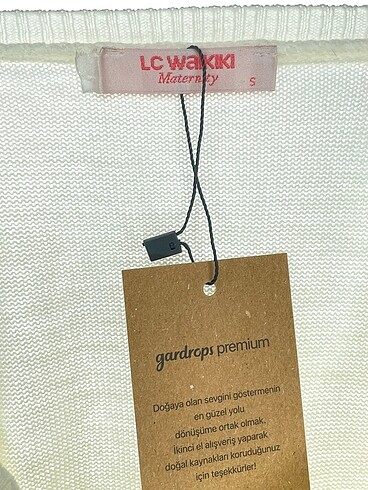 LC WAIKIKI
Maternity
S
gardrops premium
Doğaya olan sevgini göstermenin
en güzel yolu
dönüşüme ortak olmak.
İkinci el alışveriş yaparak
doğal kaynakları koruduğunuz
için teşekkürler!